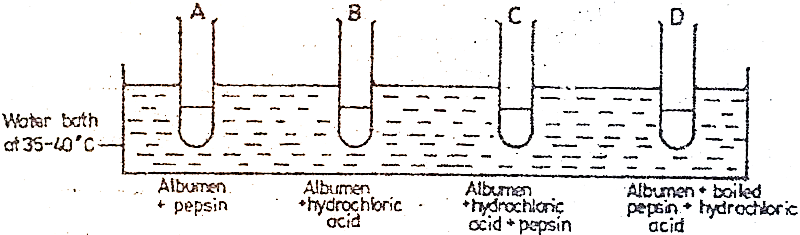 A B C D
Water bath
at 35-40°C
Albumen
+ pepsin
Albumen
+hydrochloric
acid
Albumen
+hydrochloric
acid + pepsin
Albumen + boiled
pepsin + hydrochloric
acid